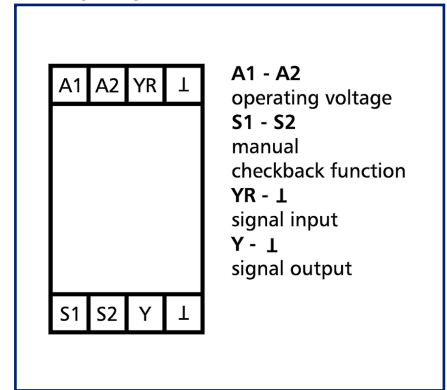 A1 A2 YR ⊥
A1 - A2
operating voltage
S1 - S2
manual
checkback function
YR - ⊥
signal input
Y - ⊥
signal output
S1 S2 Y ⊥